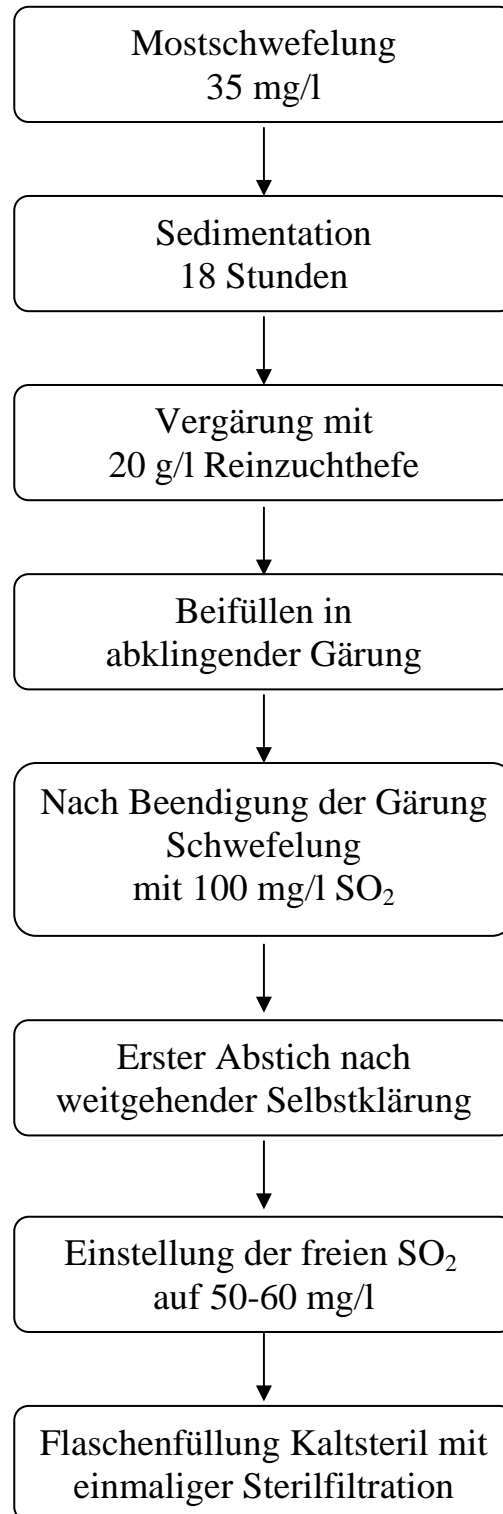 Mostschwefelung
35 mg/l
Sedimentation
18 Stunden
Vergärung mit
20 g/l Reinzuchthefe
Beifüllen in
abklingender Gärung
Nach Beendigung der Gärung
Schwefelung
mit 100 mg/l SO₂
Erster Abstich nach
weitgehender Selbstklärung
Einstellung der freien SO₂
auf 50-60 mg/l
Flaschenfüllung Kaltsteril mit
einmaliger Sterilfiltration